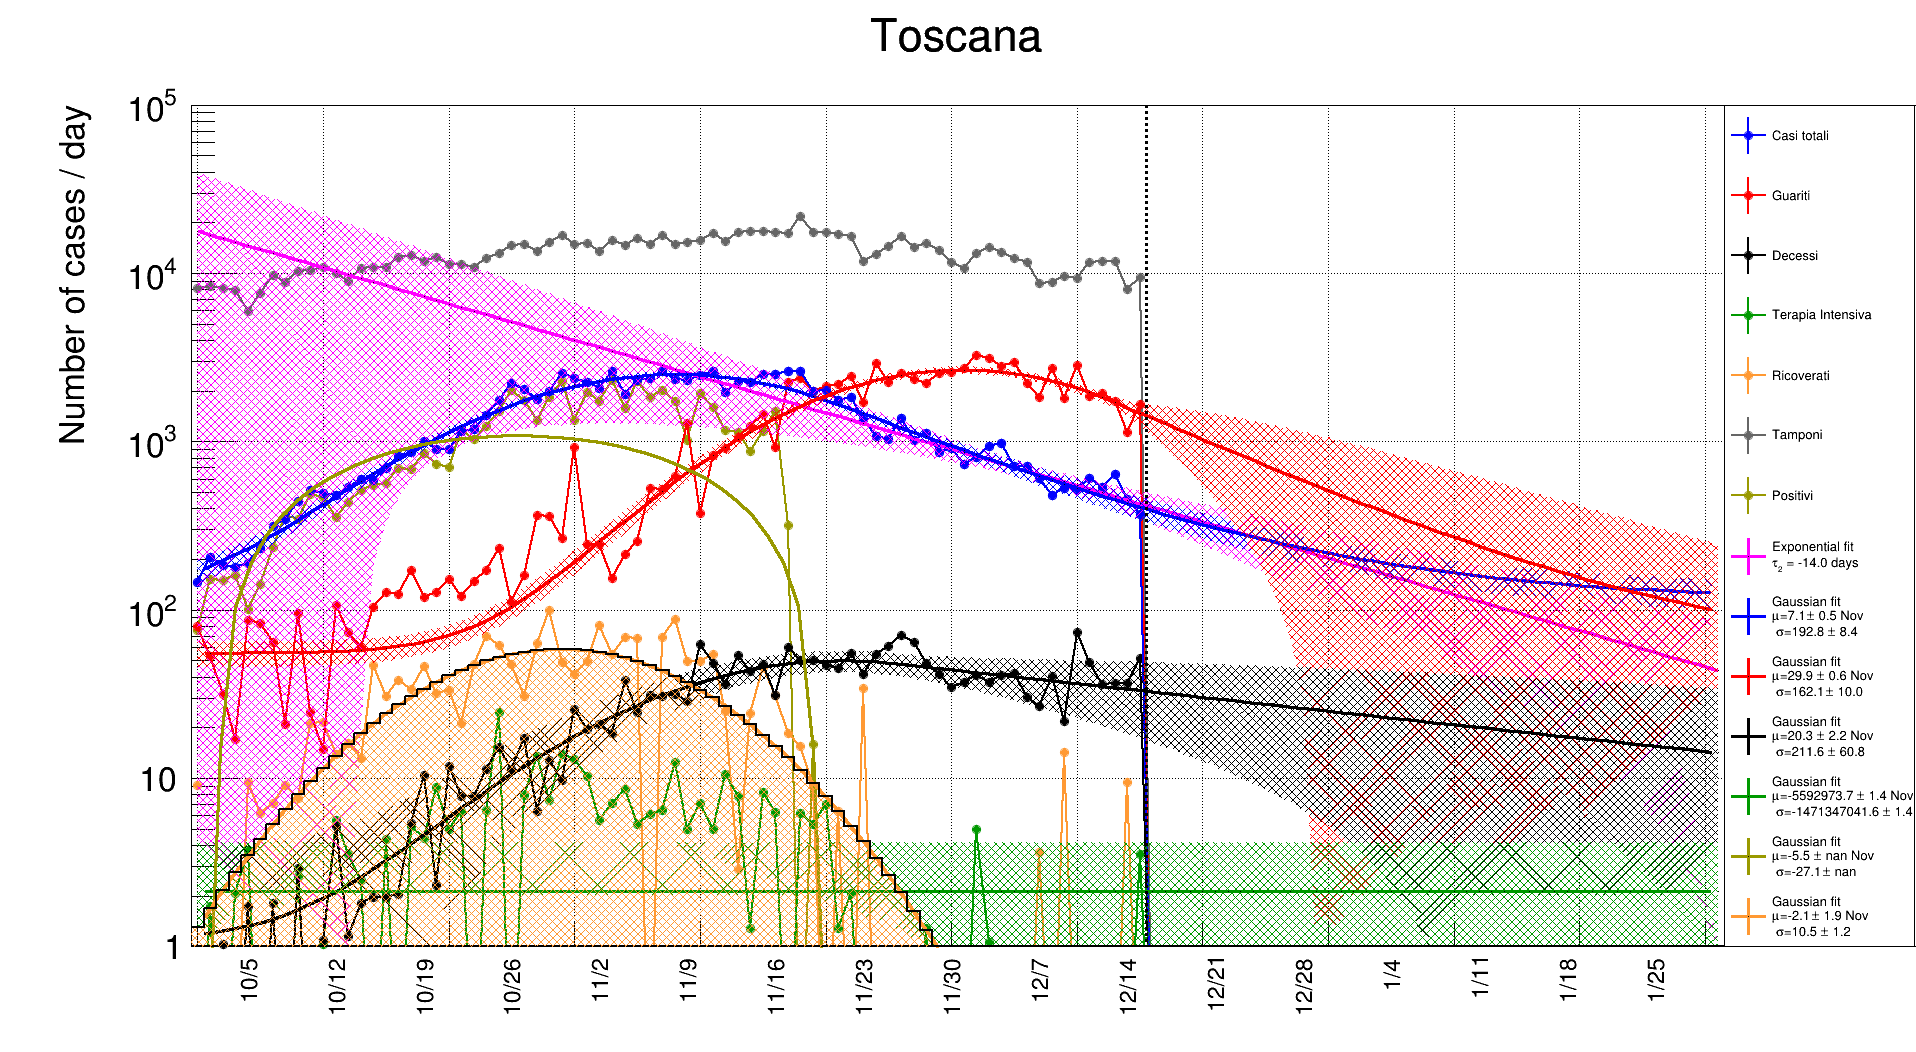 Toscana
Number of cases / day
10^5
10^4
10^3
10^2
10
1
10/5
10/12
10/19
10/26
11/2
11/9
11/16
11/23
11/30
12/7
12/14
12/21
12/28
1/4
1/11
1/18
1/25
Casi totali
Guariti
Decessi
Terapia Intensiva
Ricoverati
Tamponi
Positivi
Exponential fit
τ_2 = -14.0 days
Gaussian fit
μ=7.1± 0.5 Nov
σ=192.8± 8.4
Gaussian fit
μ=29.9± 0.6 Nov
σ=162.1± 10.0
Gaussian fit
μ=20.3± 2.2 Nov
σ=211.6± 60.8
Gaussian fit
μ=-5592973.7± 1.4 Nov
σ=-1471347041.6± 1.4
Gaussian fit
μ=-5.5± nan Nov
σ=-27.1± nan
Gaussian fit
μ=-2.1± 1.9 Nov
σ=10.5± 1.2